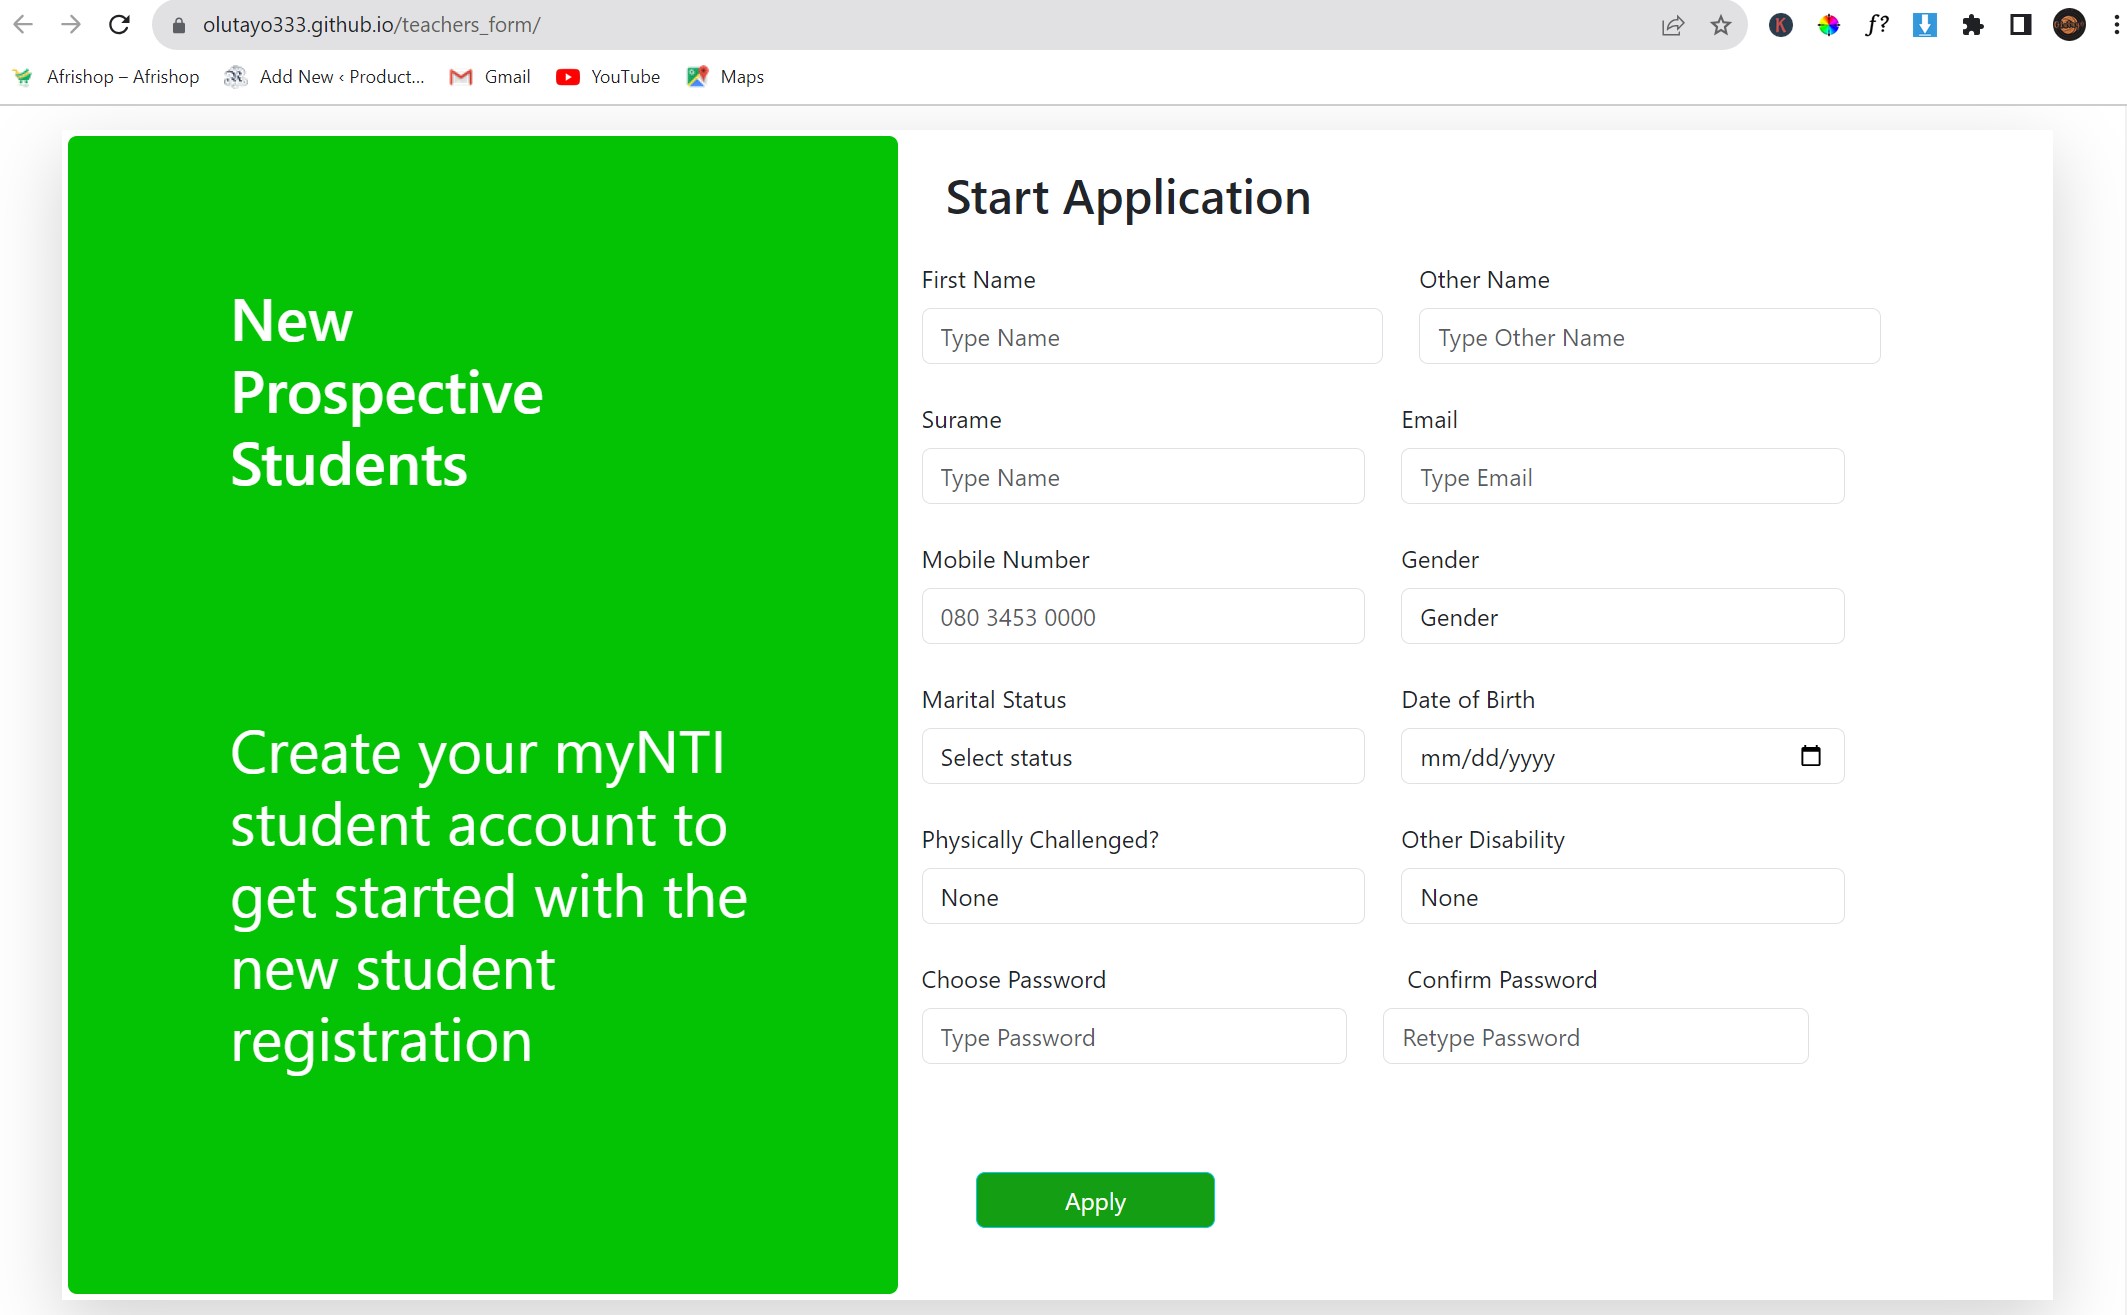 olutayo333.github.io/teachers_form/
K
f?
Afrishop – Afrishop
Add New ‹ Product...
Gmail
YouTube
Maps
New
Prospective
Students
Create your myNTI
student account to
get started with the
new student
registration
Start Application
First Name
Other Name
Type Name
Type Other Name
Surame
Email
Type Name
Type Email
Mobile Number
Gender
080 3453 0000
Gender
Marital Status
Date of Birth
Select status
mm/dd/yyyy
Physically Challenged?
Other Disability
None
None
Choose Password
Confirm Password
Type Password
Retype Password
Apply